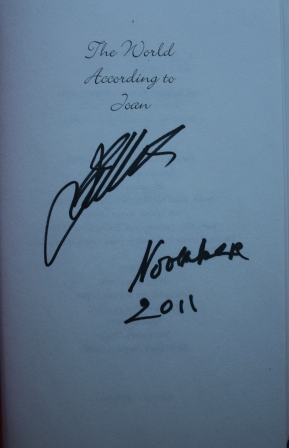 The World
According to
Joan
November
2011